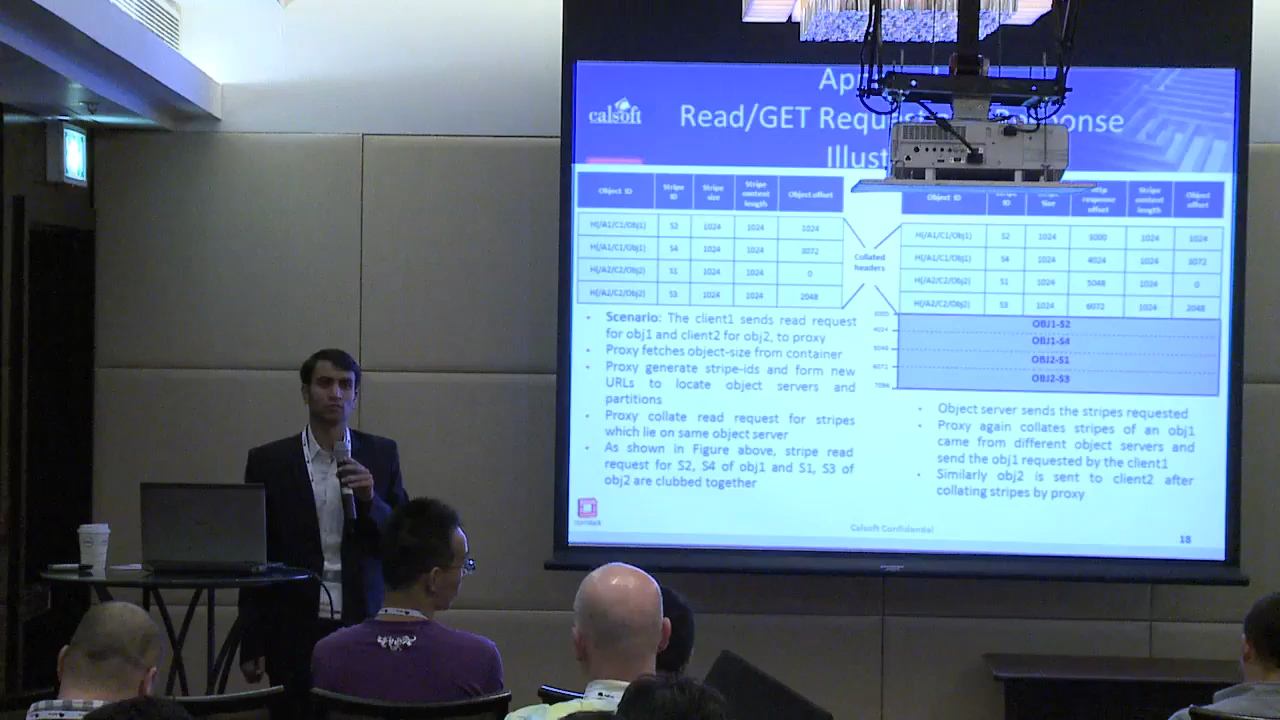 calsoft
Read/GET
Illust
Object ID Stripe ID Stripe size Stripe content length Object offset
H(/A1/C1/Obj1) S2 1024 1024 1024
H(/A1/C1/Obj1) S4 1024 1024 3072
H(/A2/C2/Obj2) S1 1024 1024 0
H(/A2/C2/Obj2) S3 1024 1024 2048
Collated
headers
Object ID ID Size response offset Stripe content length Object offset
H(/A1/C1/Obj1) S2 1024 3000 1024 1024
H(/A1/C1/Obj1) S4 1024 4024 1024 3072
H(/A2/C2/Obj2) S1 1024 5048 1024 0
H(/A2/C2/Obj2) S3 1024 6072 1024 2048
OBJ1-S2
OBJ1-S4
OBJ2-S1
OBJ2-S3
Scenario: The client1 sends read request
for obj1 and client2 for obj2, to proxy
Proxy fetches object-size from container
Proxy generate stripe-ids and form new
URLs to locate object servers and
partitions
Proxy collate read request for stripes
which lie on same object server
As shown in Figure above, stripe read
request for S2, S4 of obj1 and S1, S3 of
obj2 are clubbed together
Object server sends the stripes requested
Proxy again collates stripes of an obj1
came from different object servers and
send the obj1 requested by the client1
Similarly obj2 is sent to client2 after
collating stripes by proxy
openstack
Calsoft Confidential
18